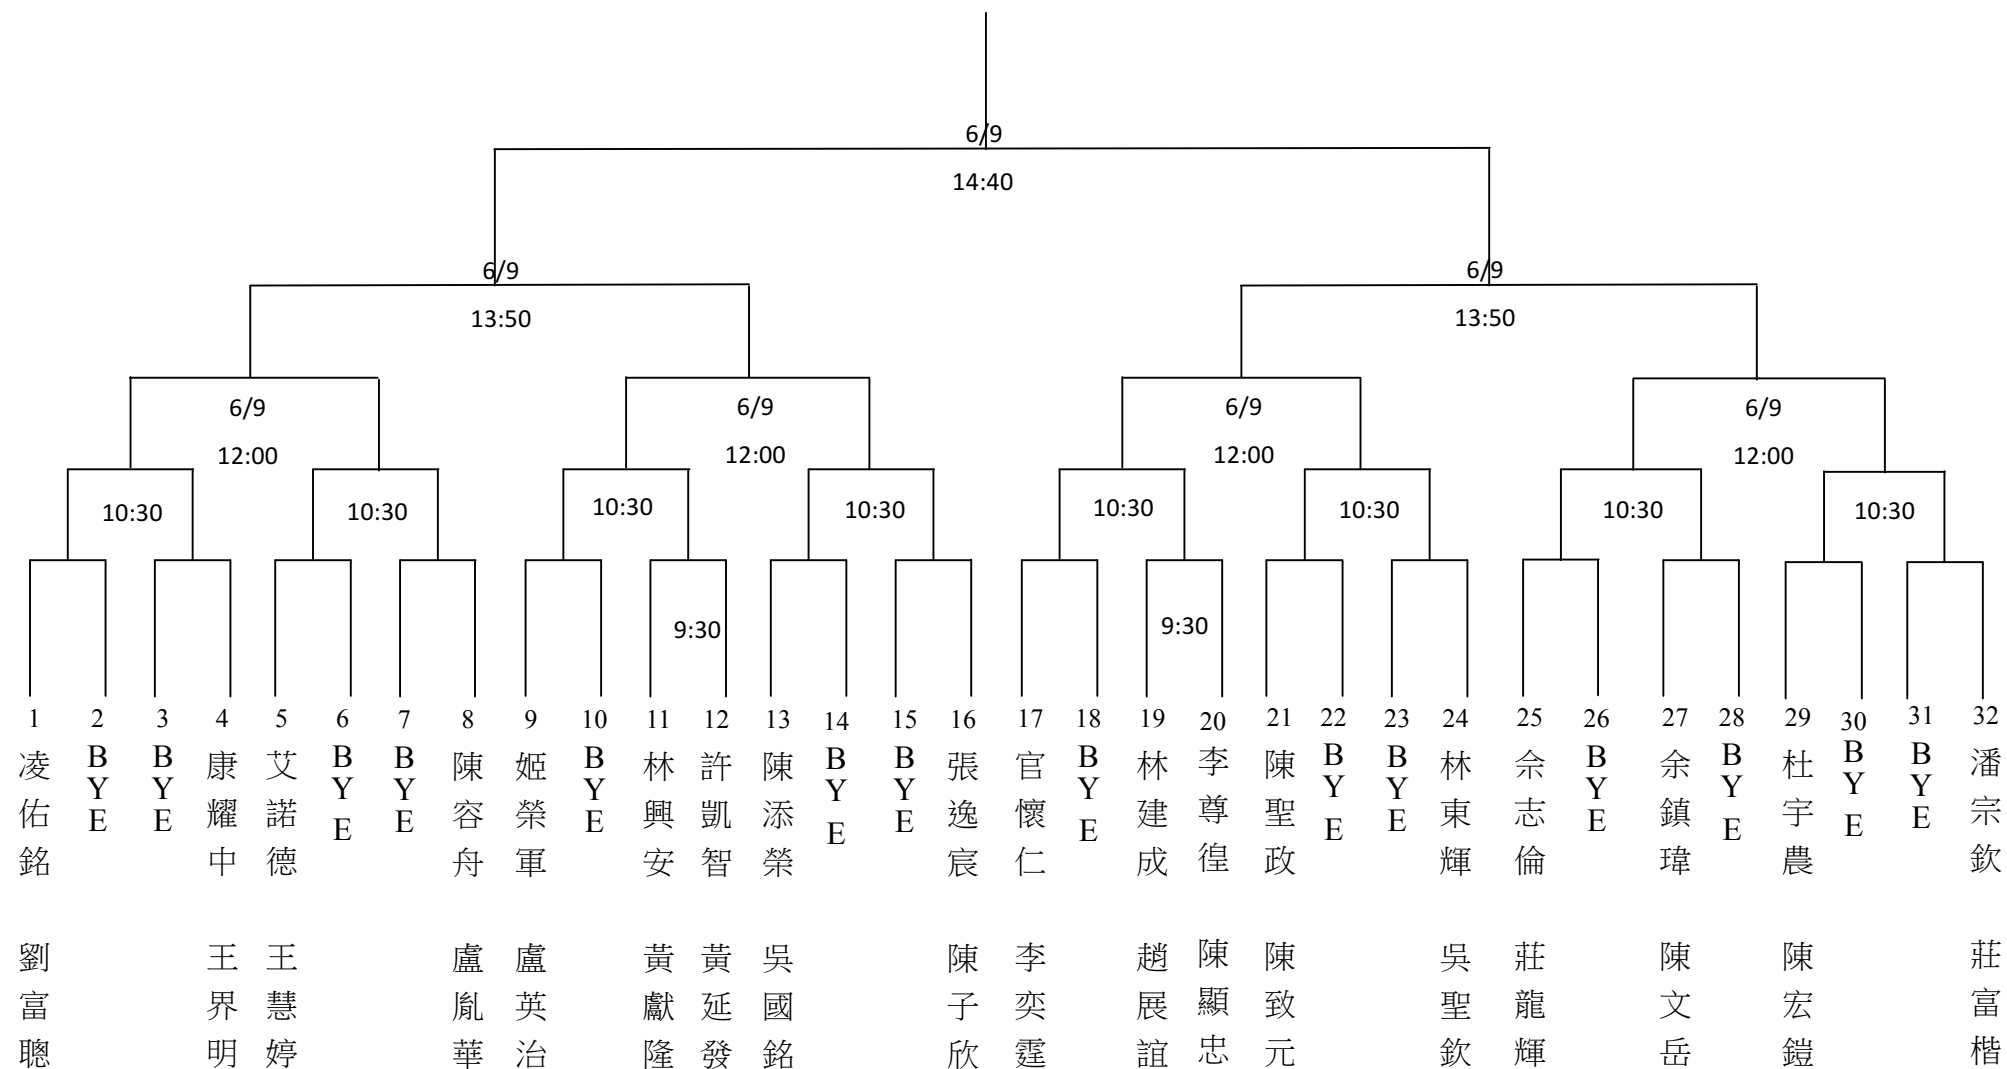 6/9
14:40
6/9
6/9
13:50
13:50
6/9
6/9
6/9
6/9
12:00
12:00
12:00
12:00
10:30
10:30
10:30
10:30
10:30
10:30
10:30
10:30
9:30
9:30
1
凌佑銘
劉富聰
2
BYE
3
BYE
4
康耀中
王界明
5
艾諾德
王慧婷
6
BYE
7
BYE
8
陳容舟
盧胤華
9
姬榮軍
盧英治
10
BYE
11
林興安
黃獻隆
12
許凱智
黃延發
13
陳添榮
吳國銘
14
BYE
15
BYE
16
張逸宸
陳子欣
17
官懷仁
李奕霆
18
BYE
19
林建成
趙展誼
20
李尊徨
陳顯忠
21
陳聖政
陳致元
22
BYE
23
BYE
24
林東輝
吳聖欽
25
佘志倫
莊龍輝
26
BYE
27
余鎮瑋
陳文岳
28
BYE
29
杜宇農
陳宏鎧
30
BYE
31
BYE
32
潘宗欽
莊富楷